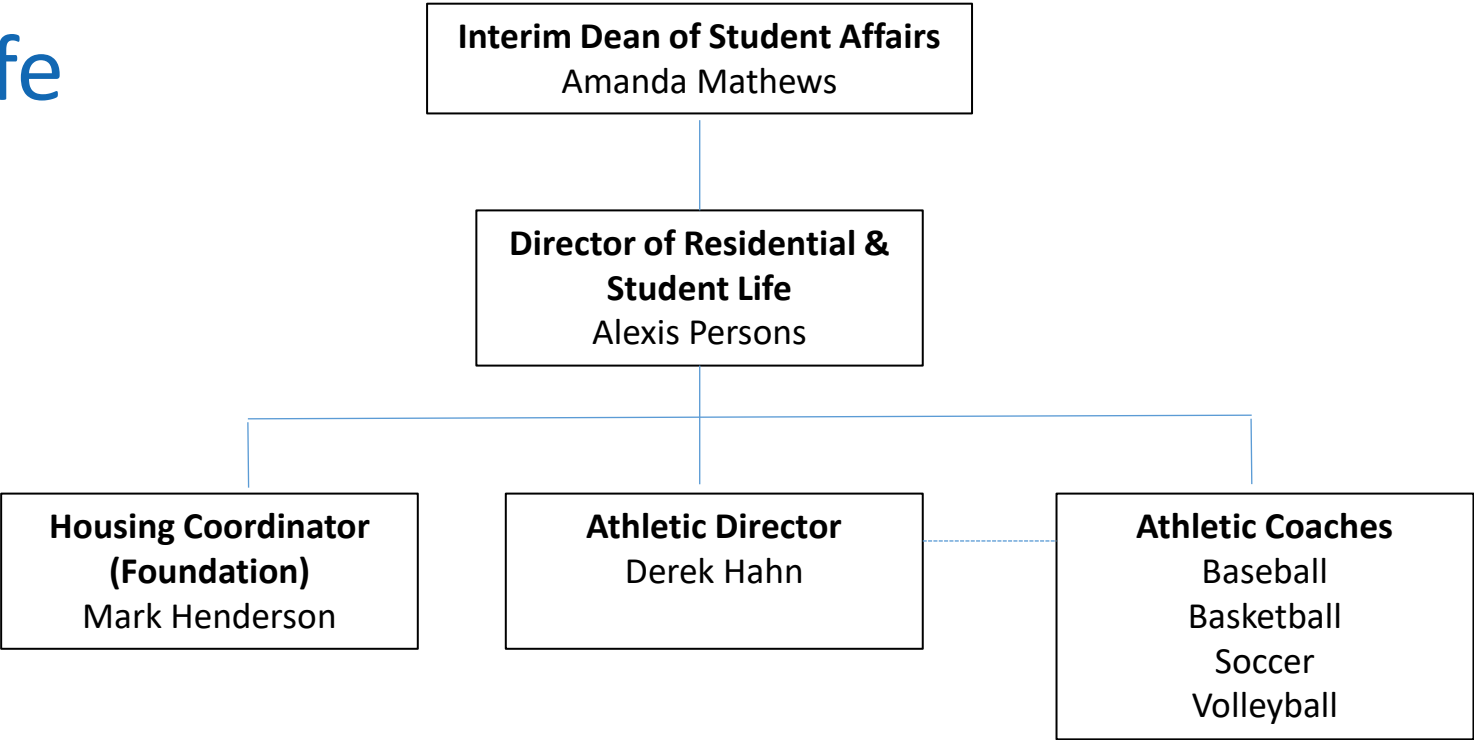 fe
Interim Dean of Student Affairs
Amanda Mathews
Director of Residential &
Student Life
Alexis Persons
Housing Coordinator
(Foundation)
Mark Henderson
Athletic Director
Derek Hahn
Athletic Coaches
Baseball
Basketball
Soccer
Volleyball